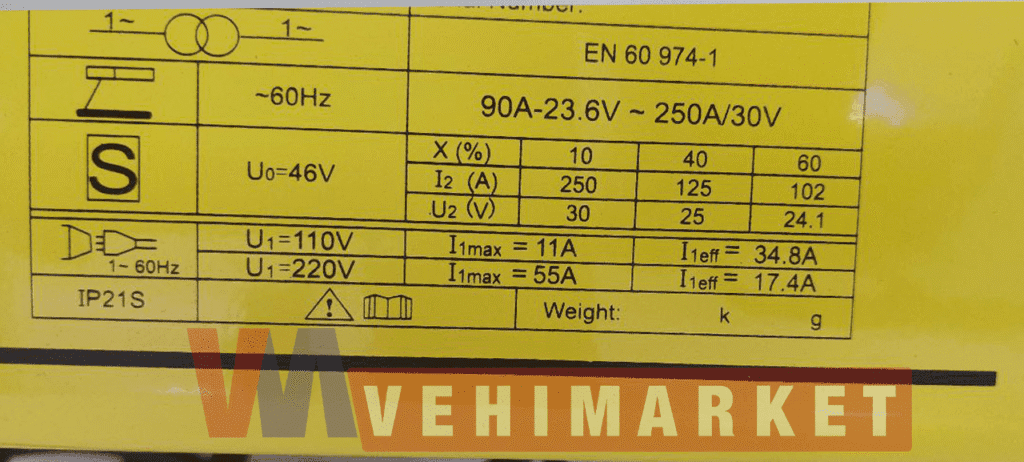 Number:
1~ 1~
EN 60 974-1
~60Hz
90A-23.6V ~ 250A/30V
S
U0=46V
X (%) 10 40 60
I2 (A) 250 125 102
U2 (V) 30 25 24.1
1~ 60Hz
U1=110V I1max = 11A I1eff = 34.8A
U1=220V I1max = 55A I1eff = 17.4A
IP21S
Weight: k g
VM VEHIMARKET